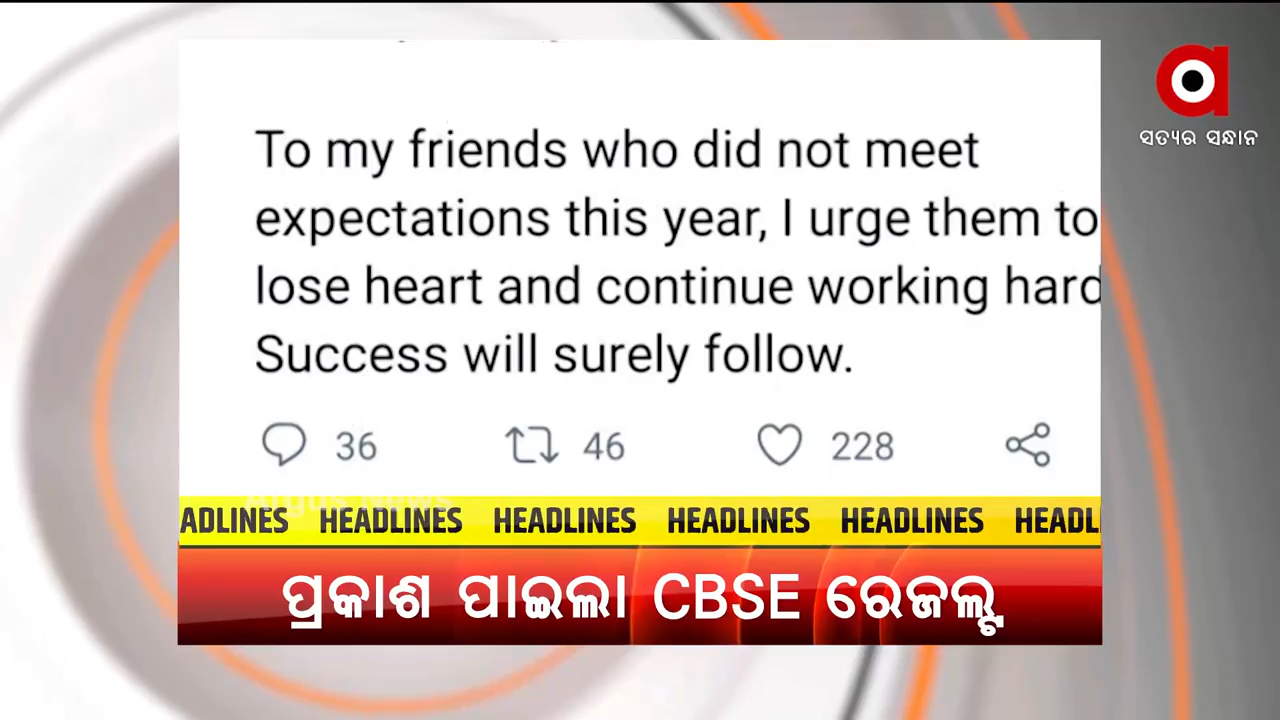 To my friends who did not meet
expectations this year, I urge them to
lose heart and continue working hard
Success will surely follow.
36 46 228
Argus News
ADLINES HEADLINES HEADLINES HEADLINES HEADLINES HEADL
ପ୍ରକାଶ ପାଇଲା CBSE ରେଜଲ୍ଟ
ସତ୍ୟର ସନ୍ଧାନ